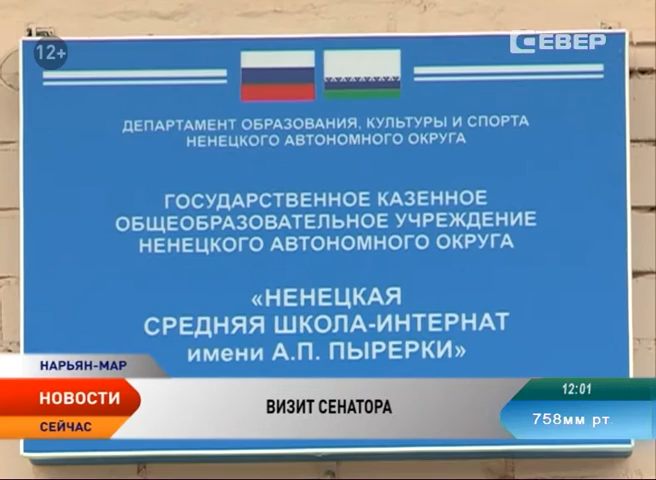 12+
СЕВЕР
ДЕПАРТАМЕНТ ОБРАЗОВАНИЯ, КУЛЬТУРЫ И СПОРТА
НЕНЕЦКОГО АВТОНОМНОГО ОКРУГА
ГОСУДАРСТВЕННОЕ КАЗЕННОЕ
ОБЩЕОБРАЗОВАТЕЛЬНОЕ УЧРЕЖДЕНИЕ
НЕНЕЦКОГО АВТОНОМНОГО ОКРУГА
«НЕНЕЦКАЯ
СРЕДНЯЯ ШКОЛА-ИНТЕРНАТ
имени А.П. ПЫРЕРКИ»
НАРЬЯН-МАР
НОВОСТИ
СЕЙЧАС
ВИЗИТ СЕНАТОРА
12:01
758мм рт